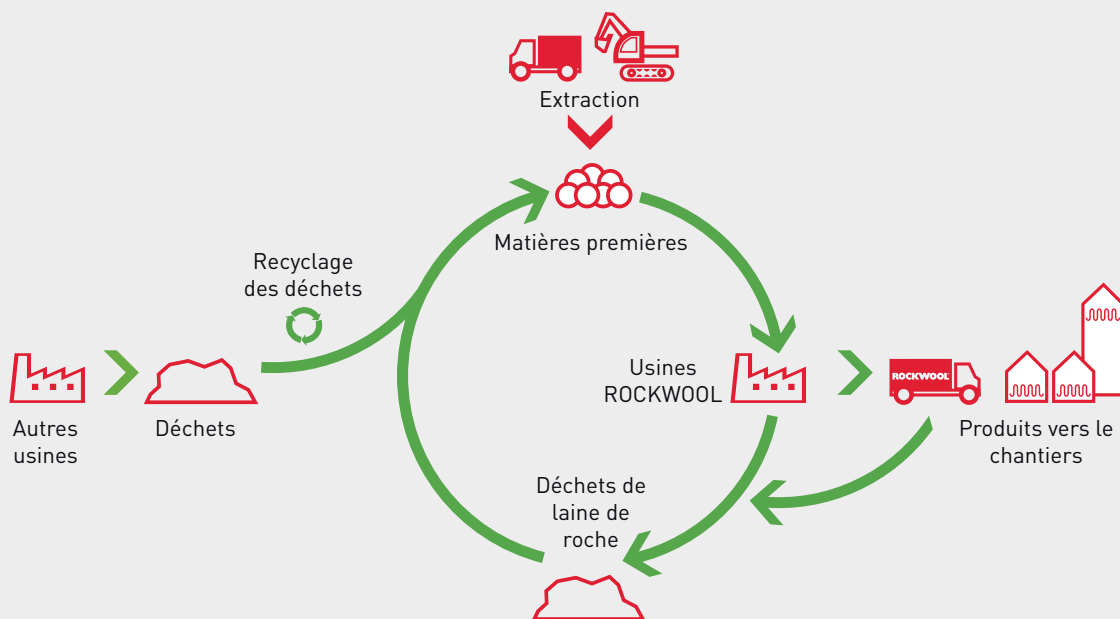 Extraction
Matières premières
Recyclage
des déchets
Autres
usines
Déchets
Usines
ROCKWOOL
ROCKWOOL
Produits vers le
chantiers
Déchets de
laine de
roche